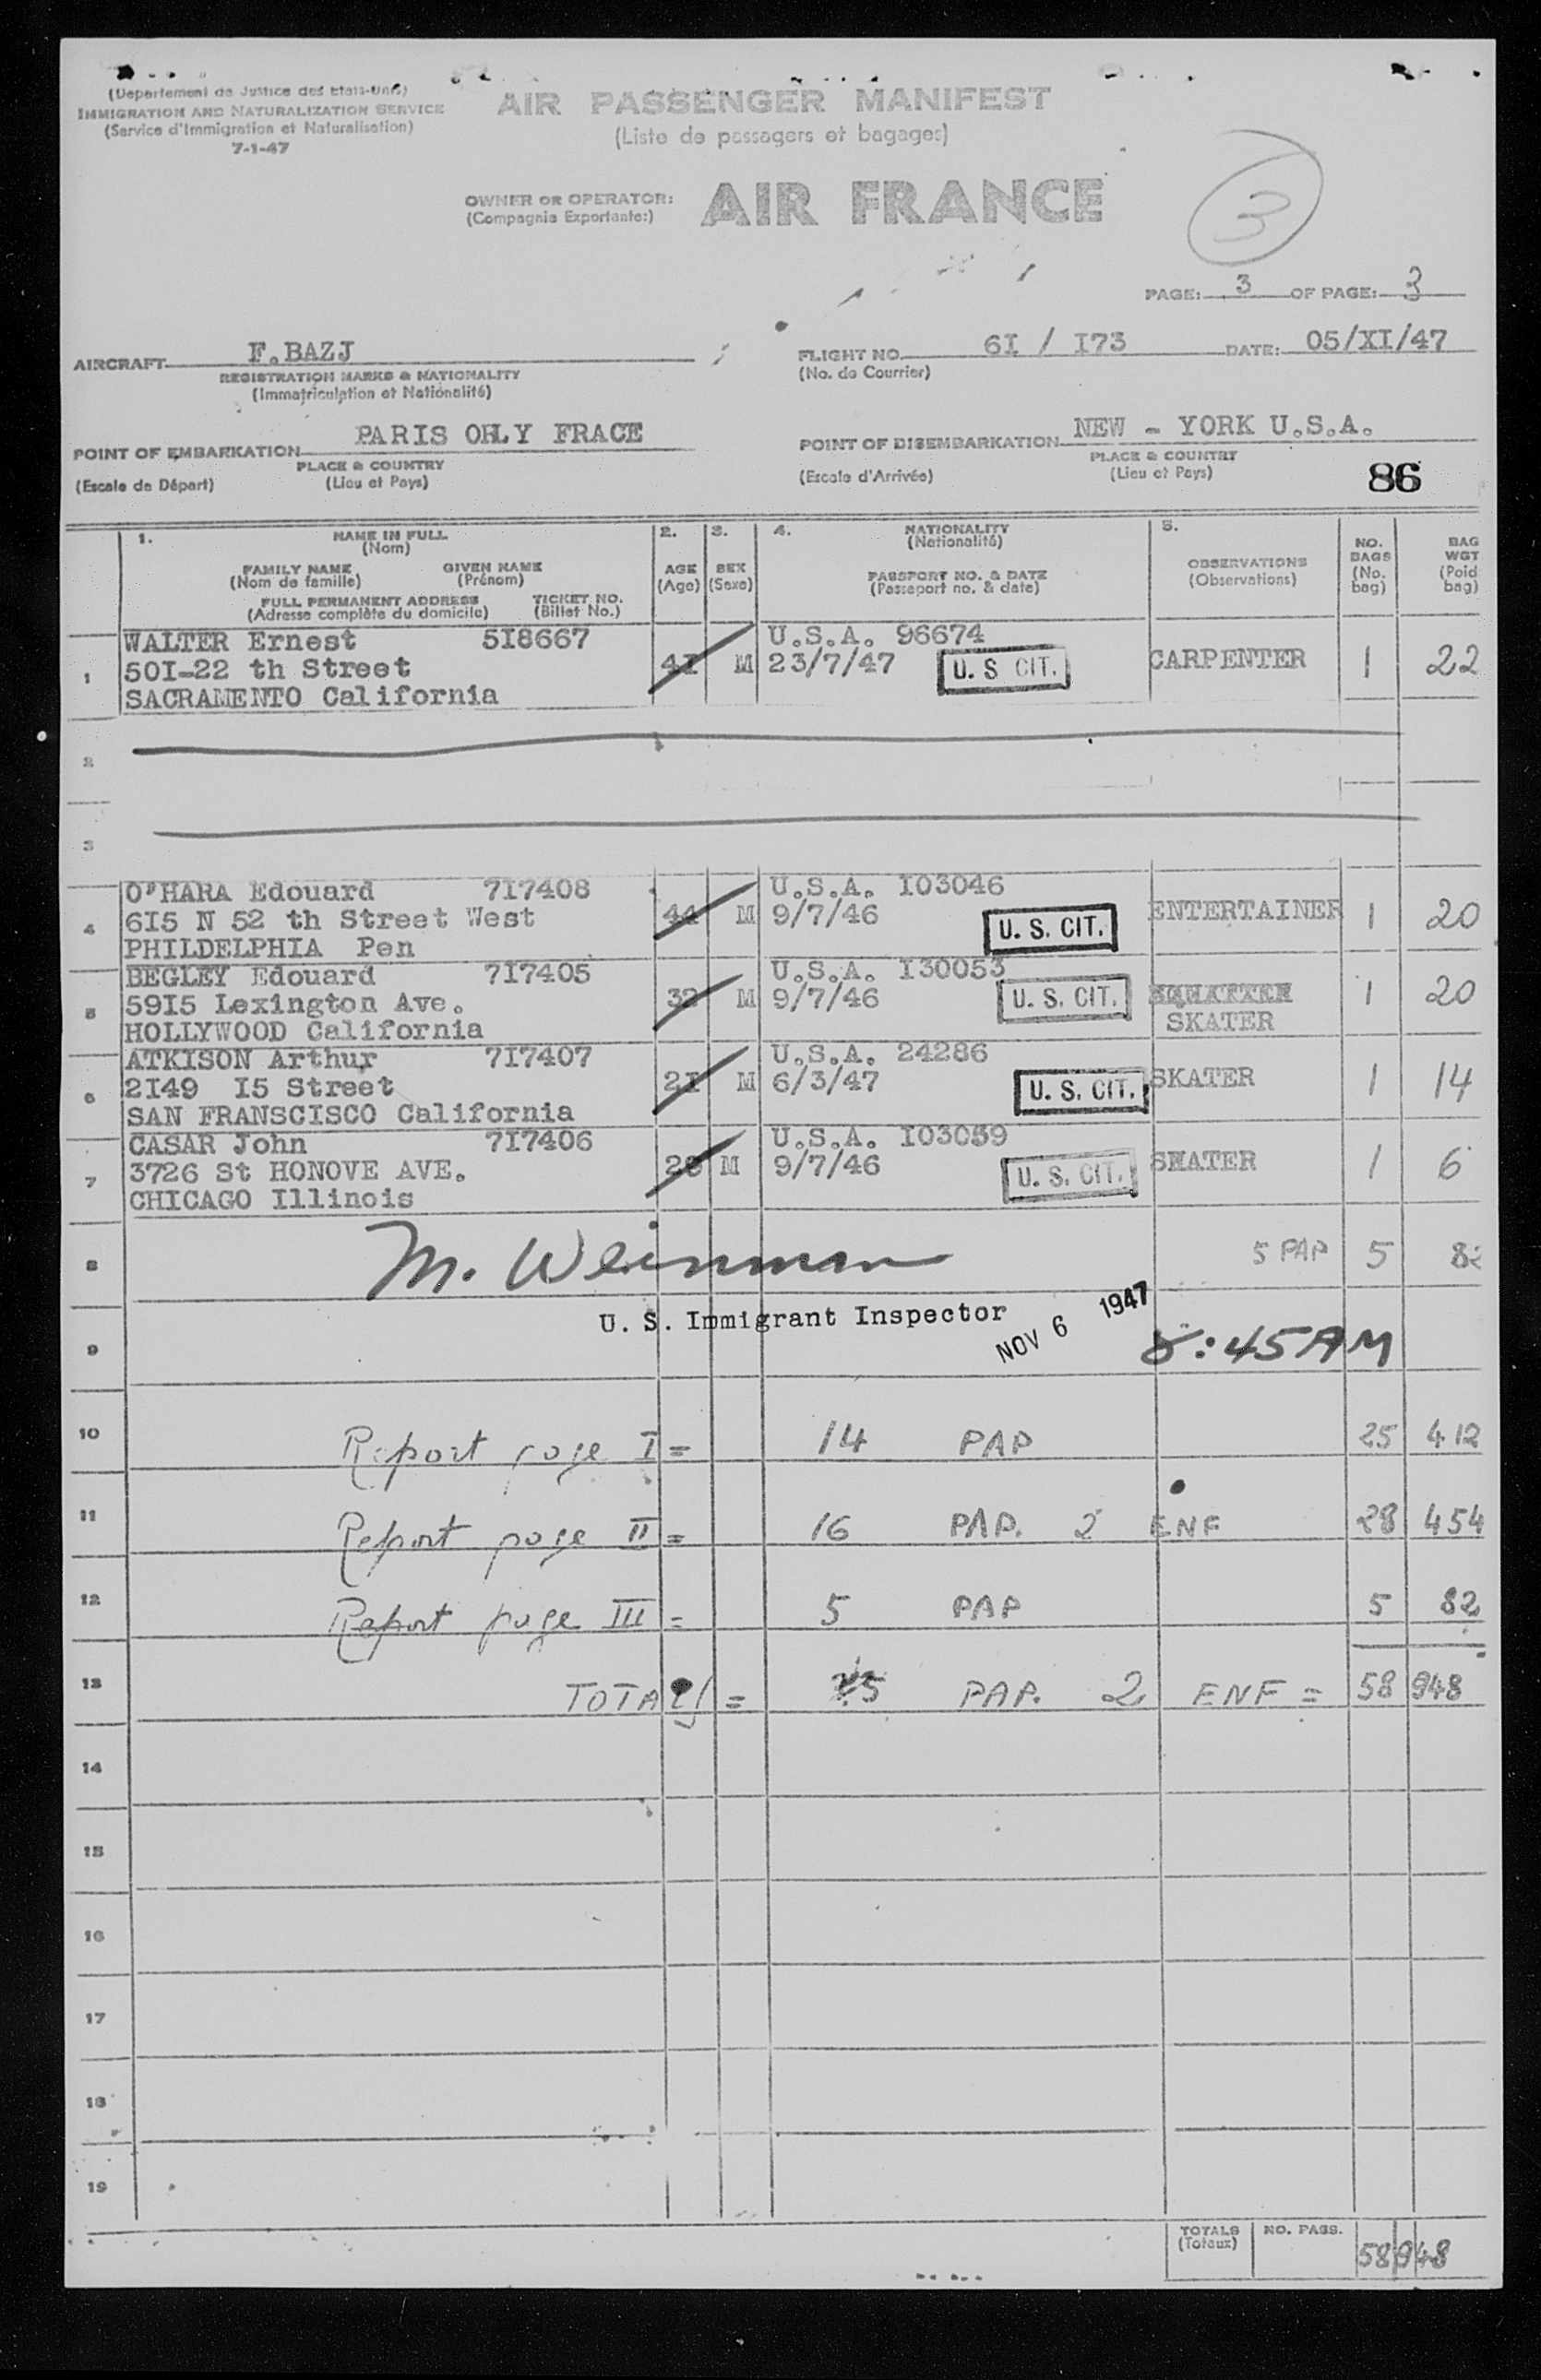 (Departement de Justice des Etats-Unis)
IMMIGRATION AND NATURALIZATION SERVICE
(Service d'Immigration et Naturalisation)
7-1-47
AIR PASSENGER MANIFEST
(Liste de passagers et bagages)
OWNER OR OPERATOR:
(Compagnie Exportante:)
AIR FRANCE
3
PAGE: 3 OF PAGE: 3
AIRCRAFT F.BAZJ
REGISTRATION MARKS & NATIONALITY
(Immatriculation et Nationalité)
FLIGHT NO. 6I / I73 DATE: 05/XI/47
(No. de Courrier)
POINT OF EMBARKATION PARIS ORLY FRACE
PLACE & COUNTRY
(Escale de Départ) (Lieu et Pays)
POINT OF DISEMBARKATION NEW - YORK U.S.A.
PLACE & COUNTRY
(Escale d'Arrivée) (Lieu et Pays)
86
1. NAME IN FULL
(Nom)
FAMILY NAME GIVEN NAME
(Nom de famille) (Prénom)
FULL PERMANENT ADDRESS TICKET NO.
(Adresse complète du domicile) (Billet No.)
2. AGE
(Age)
3. SEX
(Sexe)
4. NATIONALITY
(Nationalité)
PASSPORT NO. & DATE
(Passeport no. & date)
5. OBSERVATIONS
(Observations)
NO.
BAGS
(No.
bag)
BAG
WGT
(Poid
bag)
WALTER Ernest 5I8667 U.S.A. 96674
1 50I-22 th Street 4I M 23/7/47 U. S CIT. CARPENTER 1 22
SACRAMENTO California
2
3
O'HARA Edouard 7I7408 U.S.A. I03046
4 6I5 N 52 th Street West 44 M 9/7/46 U. S. CIT. ENTERTAINER 1 20
PHILDELPHIA Pen
BEGLEY Edouard 7I7405 U.S.A. I30053
5 59I5 Lexington Ave. 32 M 9/7/46 U. S. CIT. 1 20
HOLLYWOOD California SKATER
ATKISON Arthur 7I7407 U.S.A. 24286
6 2I49 I5 Street 2I M 6/3/47 U. S. CIT. SKATER 1 14
SAN FRANSCISCO California
CASAR John 7I7406 U.S.A. I03059
7 3726 St HONOVE AVE. 28 M 9/7/46 U. S. CIT. SKATER 1 6
CHICAGO Illinois
8 M. Weinman 5 PAP 5 82
U. S. Immigrant Inspector
NOV 6 1947
9 8:45 AM
10 Report page I = 14 PAP 25 412
11 Report page II = 16 PAP. 2 ENF 28 454
12 Report page III = 5 PAP 5 82
13 TOTAL = 35 PAP. 2 ENF = 58 948
14
15
16
17
18
19
TOTALS
(Totaux)
NO. PASS.
58 948